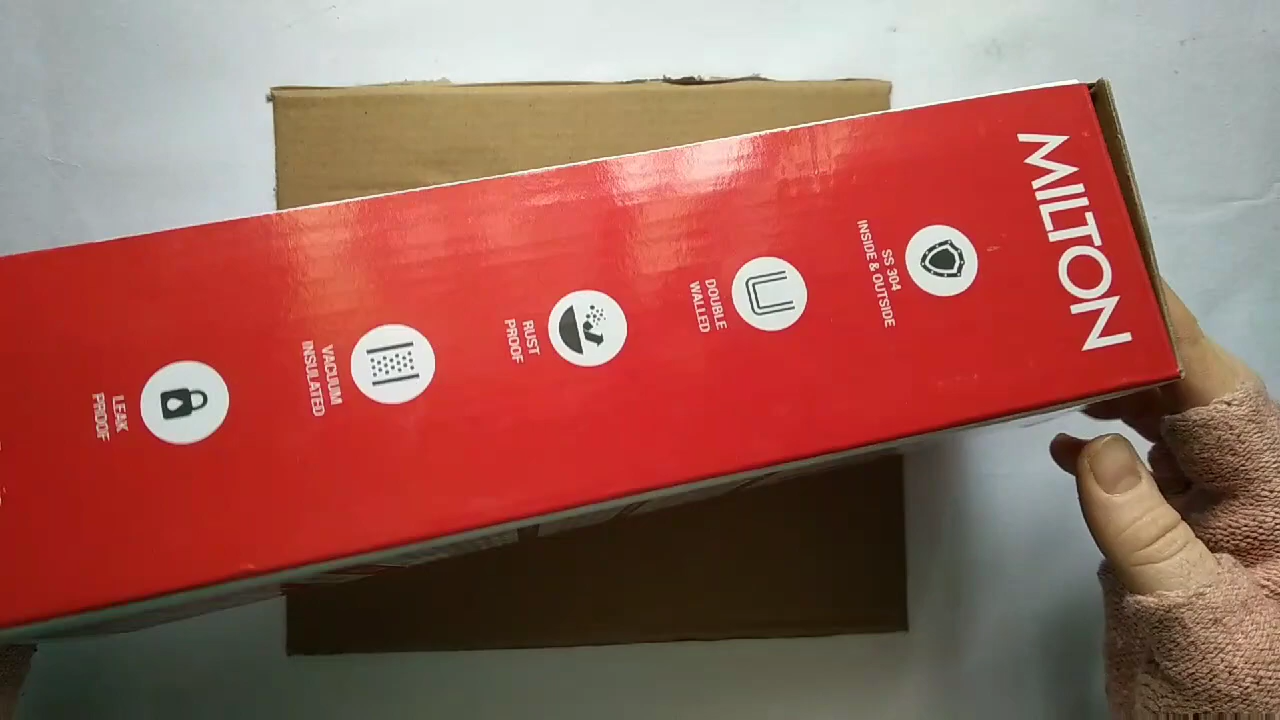 MILTON
SS 304
INSIDE & OUTSIDE
DOUBLE
WALLED
RUST
PROOF
VACUUM
INSULATED
LEAK
PROOF